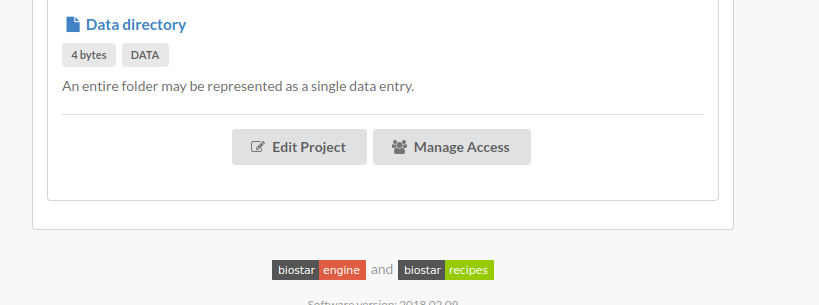 Data directory
4 bytes DATA
An entire folder may be represented as a single data entry.
Edit Project Manage Access
biostar engine and biostar recipes
Software version: 2018.02.09